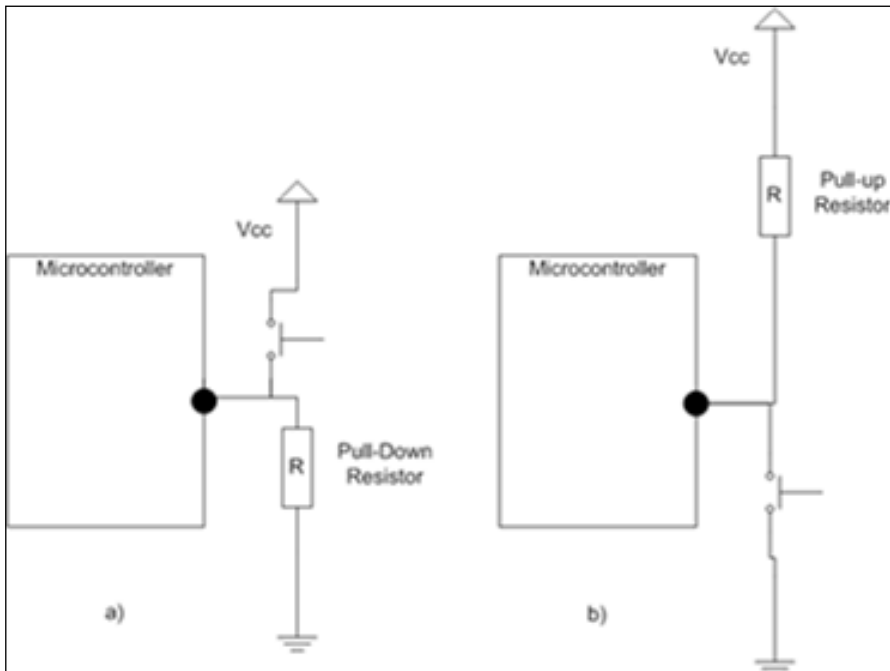 Vcc
Microcontroller
R
Pull-Down
Resistor
a)
Vcc
R
Pull-up
Resistor
Microcontroller
b)